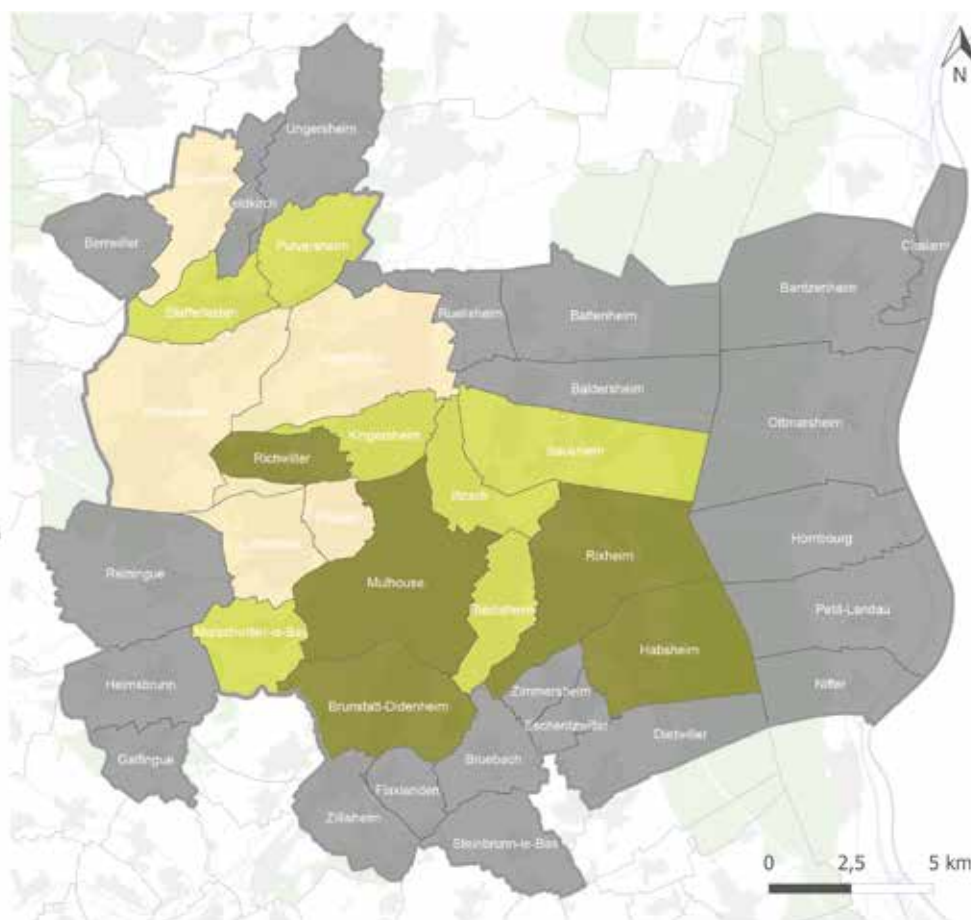 N
Ungersheim
Feldkirch
Berrwiller
Pulversheim
Staffelfelden
Chalampé
Bantzenheim
Ruelisheim
Battenheim
Baldersheim
Ottmarsheim
Kingersheim
Sausheim
Richwiller
Illzach
Hombourg
Rixheim
Reiningue
Mulhouse
Petit-Landau
Riedisheim
Morschwiller-le-Bas
Habsheim
Heimsbrunn
Niffer
Zimmersheim
Brunstatt-Didenheim
Eschentzwiller
Dietwiller
Galfingue
Bruebach
Flaxlanden
Zillisheim
Steinbrunn-le-Bas
0 2,5 5 km